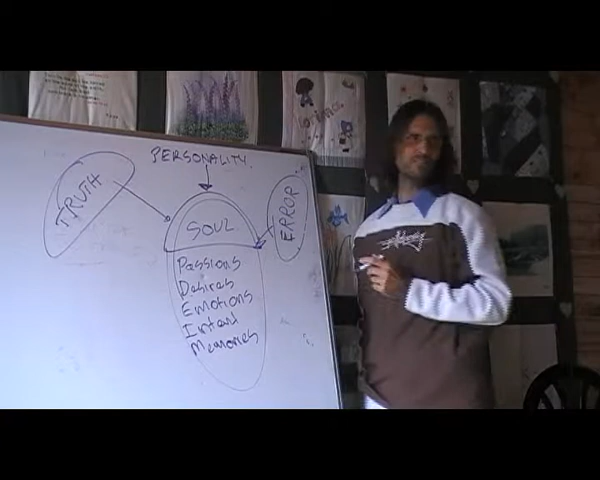 PERSONALITY
TRUTH
SOUL
ERROR
Passions
Desires
Emotions
Intent
Memories